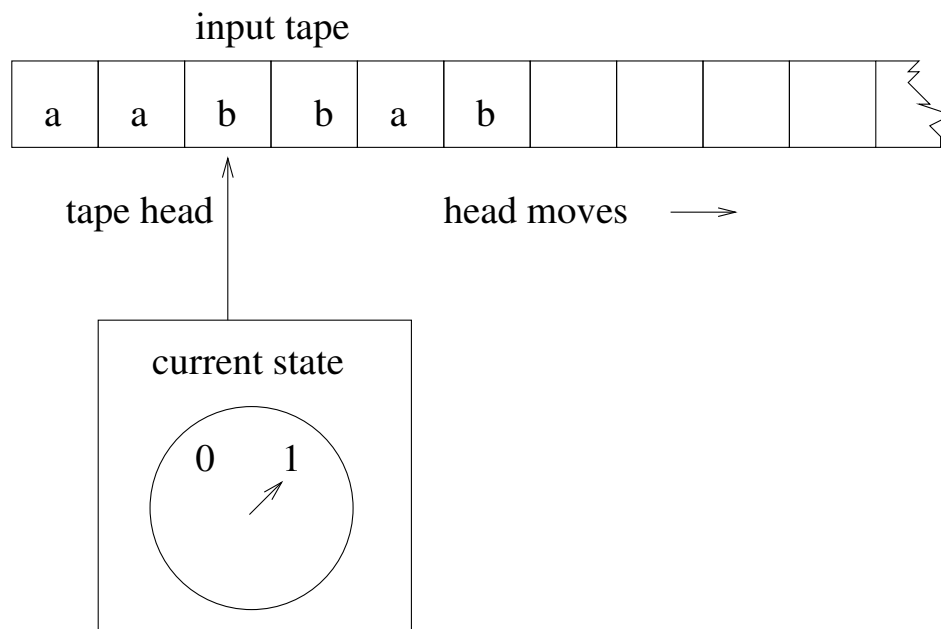 input tape
a a b b a b
tape head head moves
current state
0 1